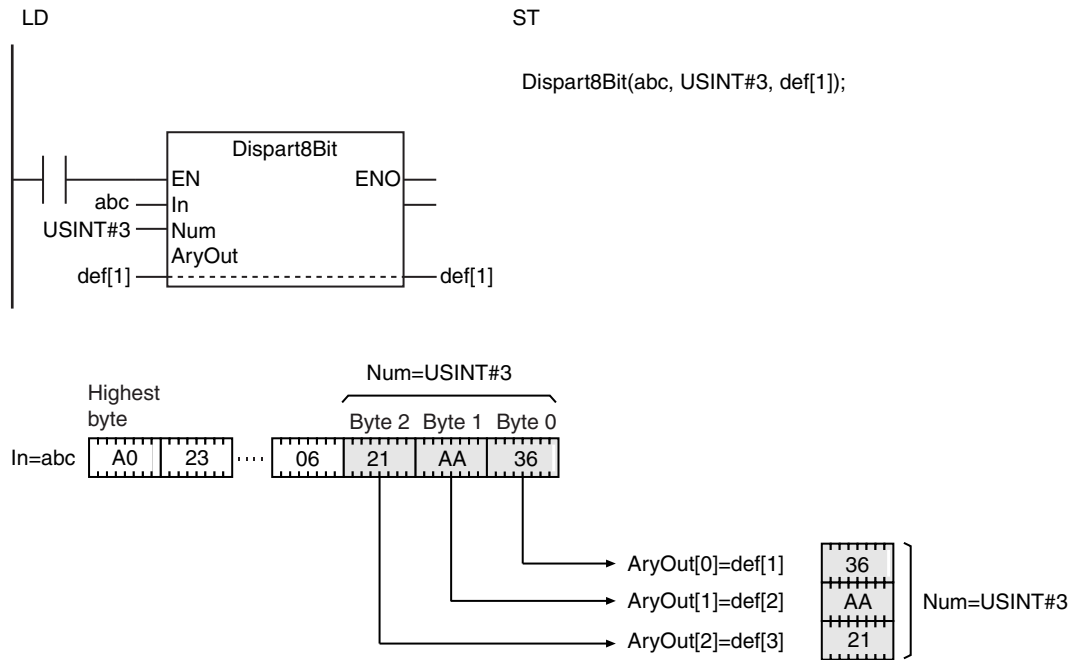 LD
ST
Dispart8Bit(abc, USINT#3, def[1]);
Dispart8Bit
EN ENO
abc In
USINT#3 Num
AryOut
def[1] def[1]
Num=USINT#3
Highest
byte
Byte 2 Byte 1 Byte 0
In=abc A0 23 06 21 AA 36
AryOut[0]=def[1] 36
AryOut[1]=def[2] AA Num=USINT#3
AryOut[2]=def[3] 21